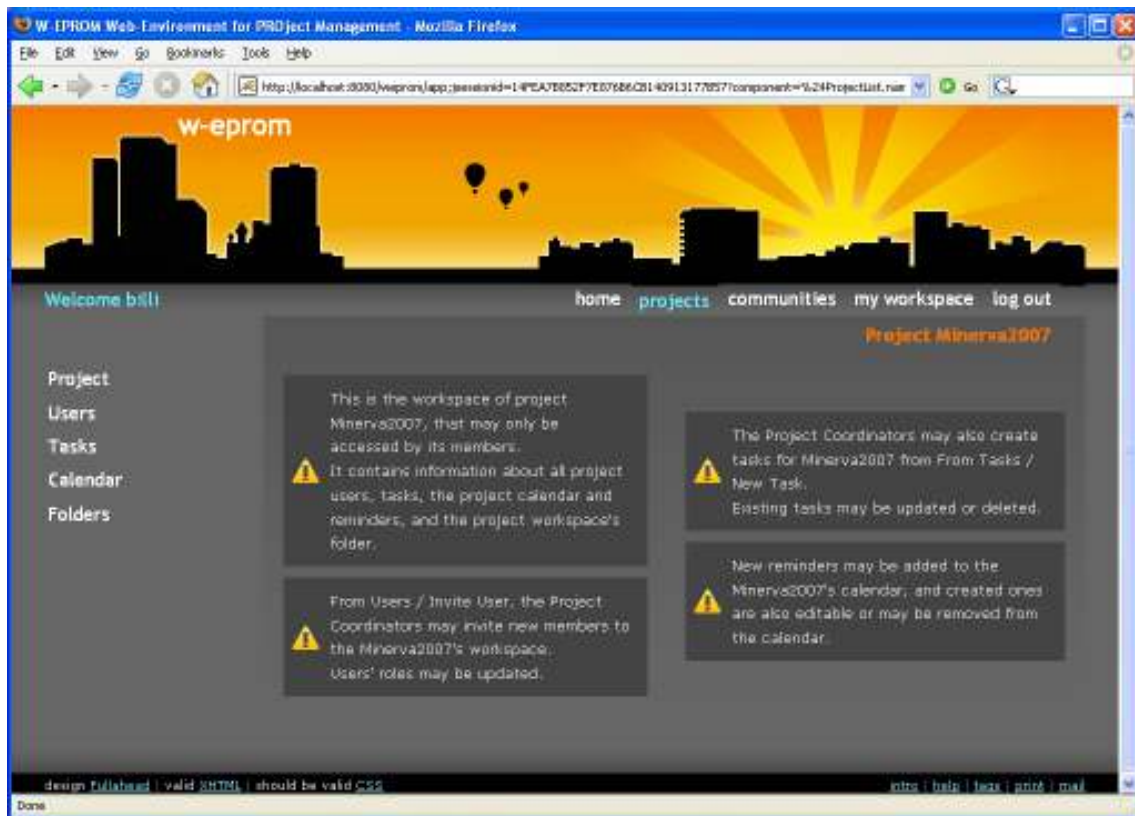 W-EPROM Web-Environment for PROject Management - Mozilla Firefox
File Edit View Go Bookmarks Tools Help
Go
w-eprom
Welcome billi
home projects communities my workspace log out
Project Minerva2007
Project
Users
Tasks
Calendar
Folders
This is the workspace of project
Minerva2007, that may only be
accessed by its members.
It contains information about all project
users, tasks, the project calendar and
reminders, and the project workspace's
folder.
From Users / Invite User, the Project
Coordinators may invite new members to
the Minerva2007's workspace.
Users' roles may be updated.
The Project Coordinators may also create
tasks for Minerva2007 from From Tasks /
New Task.
Existing tasks may be updated or deleted.
New reminders may be added to the
Minerva2007's calendar, and created ones
are also editable or may be removed from
the calendar.
design Fullahead | valid XHTML | should be valid CSS
intro | help | tags | print | mail
Done